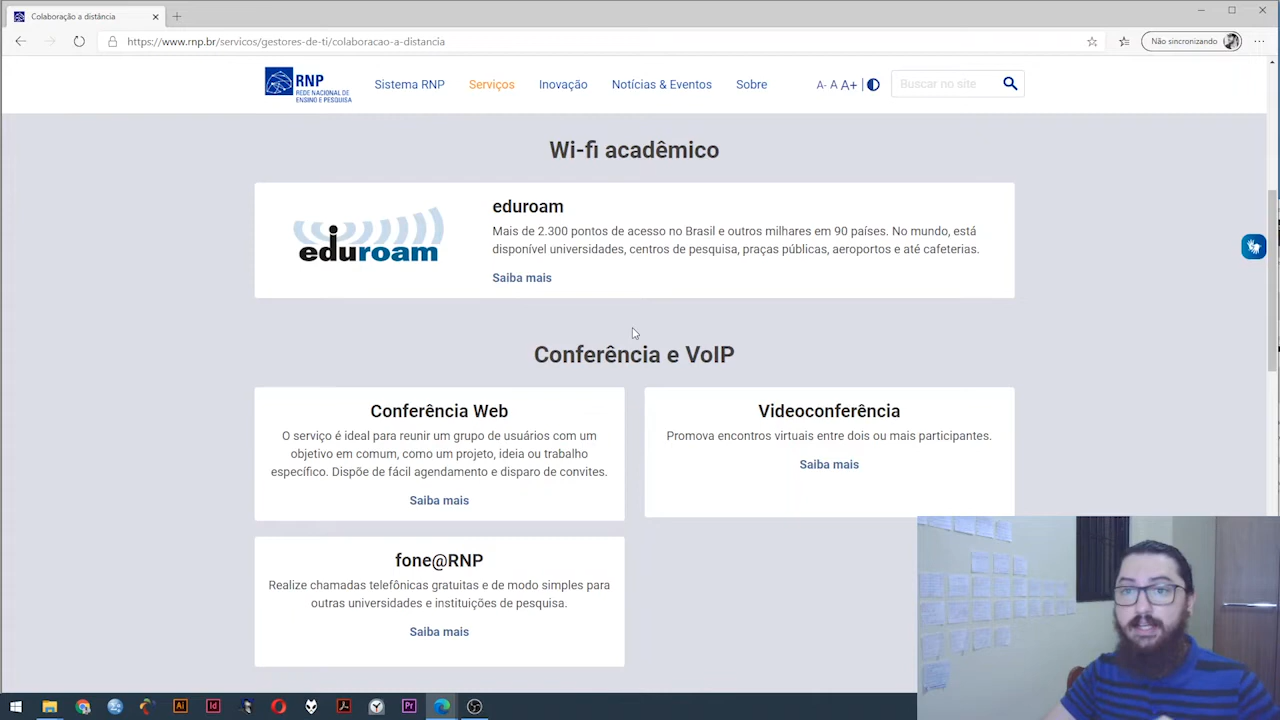 Colaboração a distância
https://www.rnp.br/servicos/gestores-de-ti/colaboracao-a-distancia
Não sincronizando
RNP
REDE NACIONAL DE
ENSINO E PESQUISA
Sistema RNP
Serviços
Inovação
Notícias & Eventos
Sobre
A- A A+
Buscar no site
Wi-fi acadêmico
eduroam
eduroam
Mais de 2.300 pontos de acesso no Brasil e outros milhares em 90 países. No mundo, está
disponível universidades, centros de pesquisa, praças públicas, aeroportos e até cafeterias.
Saiba mais
Conferência e VoIP
Conferência Web
O serviço é ideal para reunir um grupo de usuários com um
objetivo em comum, como um projeto, ideia ou trabalho
específico. Dispõe de fácil agendamento e disparo de convites.
Saiba mais
Videoconferência
Promova encontros virtuais entre dois ou mais participantes.
Saiba mais
fone@RNP
Realize chamadas telefônicas gratuitas e de modo simples para
outras universidades e instituições de pesquisa.
Saiba mais
Ai
Id
Pr